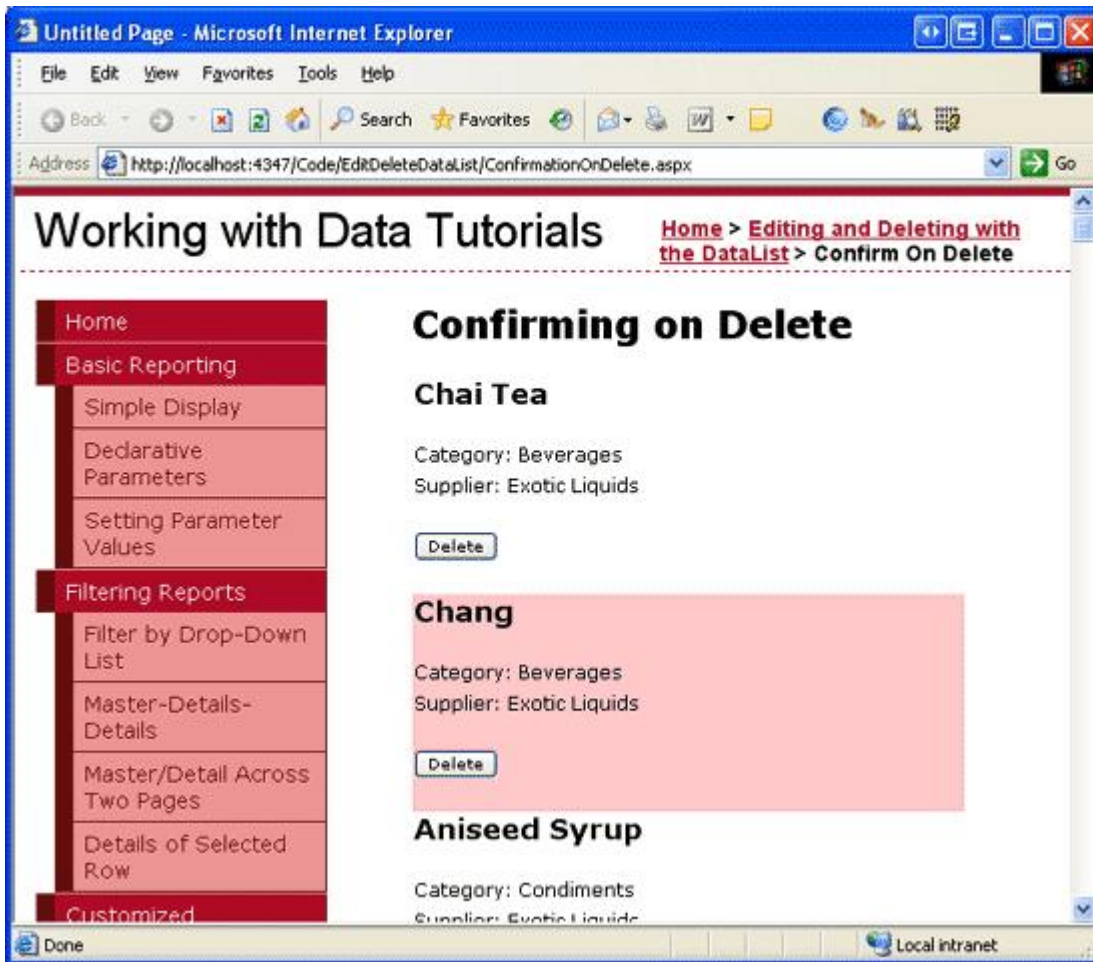 Untitled Page - Microsoft Internet Explorer
File Edit View Favorites Tools Help
Back Search Favorites W
Address http://localhost:4347/Code/EditDeleteDataList/ConfirmationOnDelete.aspx Go
Working with Data Tutorials
Home > Editing and Deleting with
the DataList > Confirm On Delete
Home
Basic Reporting
Simple Display
Declarative
Parameters
Setting Parameter
Values
Filtering Reports
Filter by Drop-Down
List
Master-Details-
Details
Master/Detail Across
Two Pages
Details of Selected
Row
Customized
Confirming on Delete
Chai Tea
Category: Beverages
Supplier: Exotic Liquids
Delete
Chang
Category: Beverages
Supplier: Exotic Liquids
Delete
Aniseed Syrup
Category: Condiments
Supplier: Exotic Liquids
Done
Local intranet